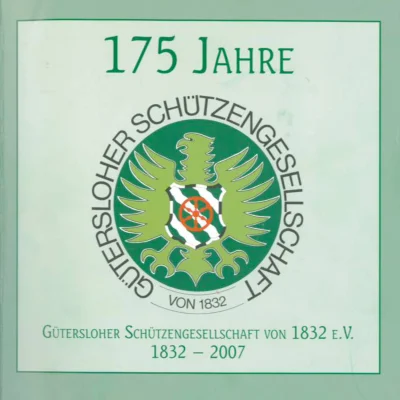 175 JAHRE
GÜTERSLOHER SCHÜTZENGESELLSCHAFT
VON 1832
GÜTERSLOHER SCHÜTZENGESELLSCHAFT VON 1832 E.V.
1832 – 2007